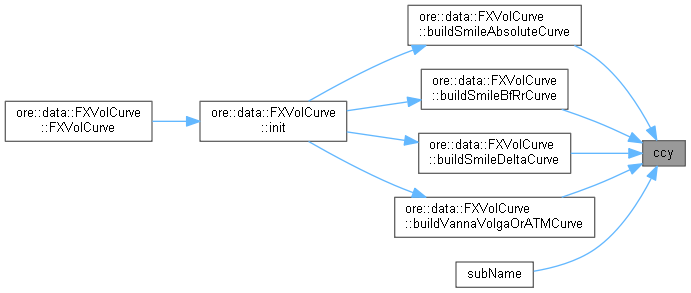 ore::data::FXVolCurve
::FXVolCurve
ore::data::FXVolCurve
::init
ore::data::FXVolCurve
::buildSmileAbsoluteCurve
ore::data::FXVolCurve
::buildSmileBfRrCurve
ore::data::FXVolCurve
::buildSmileDeltaCurve
ore::data::FXVolCurve
::buildVannaVolgaOrATMCurve
subName
ccy